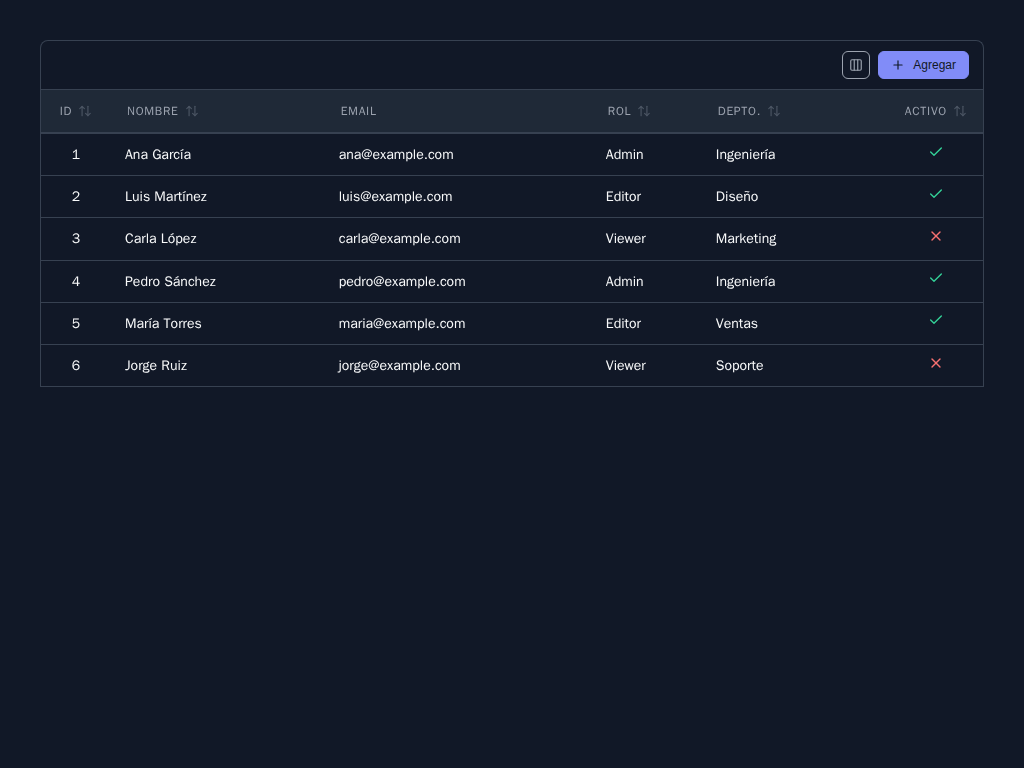 Agregar
ID NOMBRE EMAIL ROL DEPTO. ACTIVO
1 Ana García ana@example.com Admin Ingeniería
2 Luis Martínez luis@example.com Editor Diseño
3 Carla López carla@example.com Viewer Marketing
4 Pedro Sánchez pedro@example.com Admin Ingeniería
5 María Torres maria@example.com Editor Ventas
6 Jorge Ruiz jorge@example.com Viewer Soporte